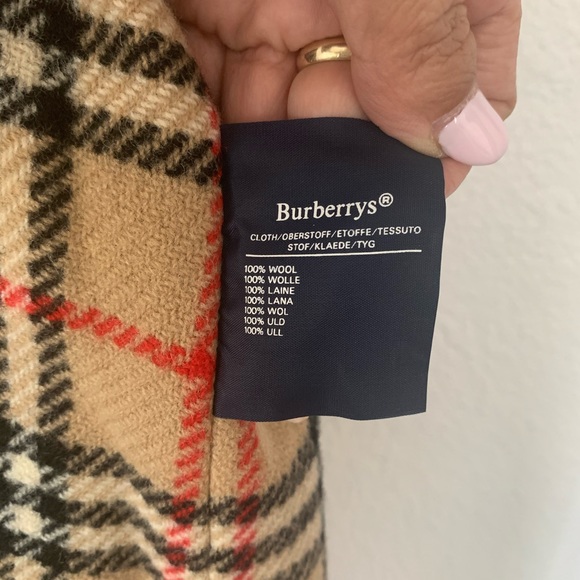 Burberrys®
CLOTH/OBERSTOFF/ETOFFE/TESSUTO
STOF/KLAEDE/TYG
100% WOOL
100% WOLLE
100% LAINE
100% LANA
100% WOL
100% ULD
100% ULL